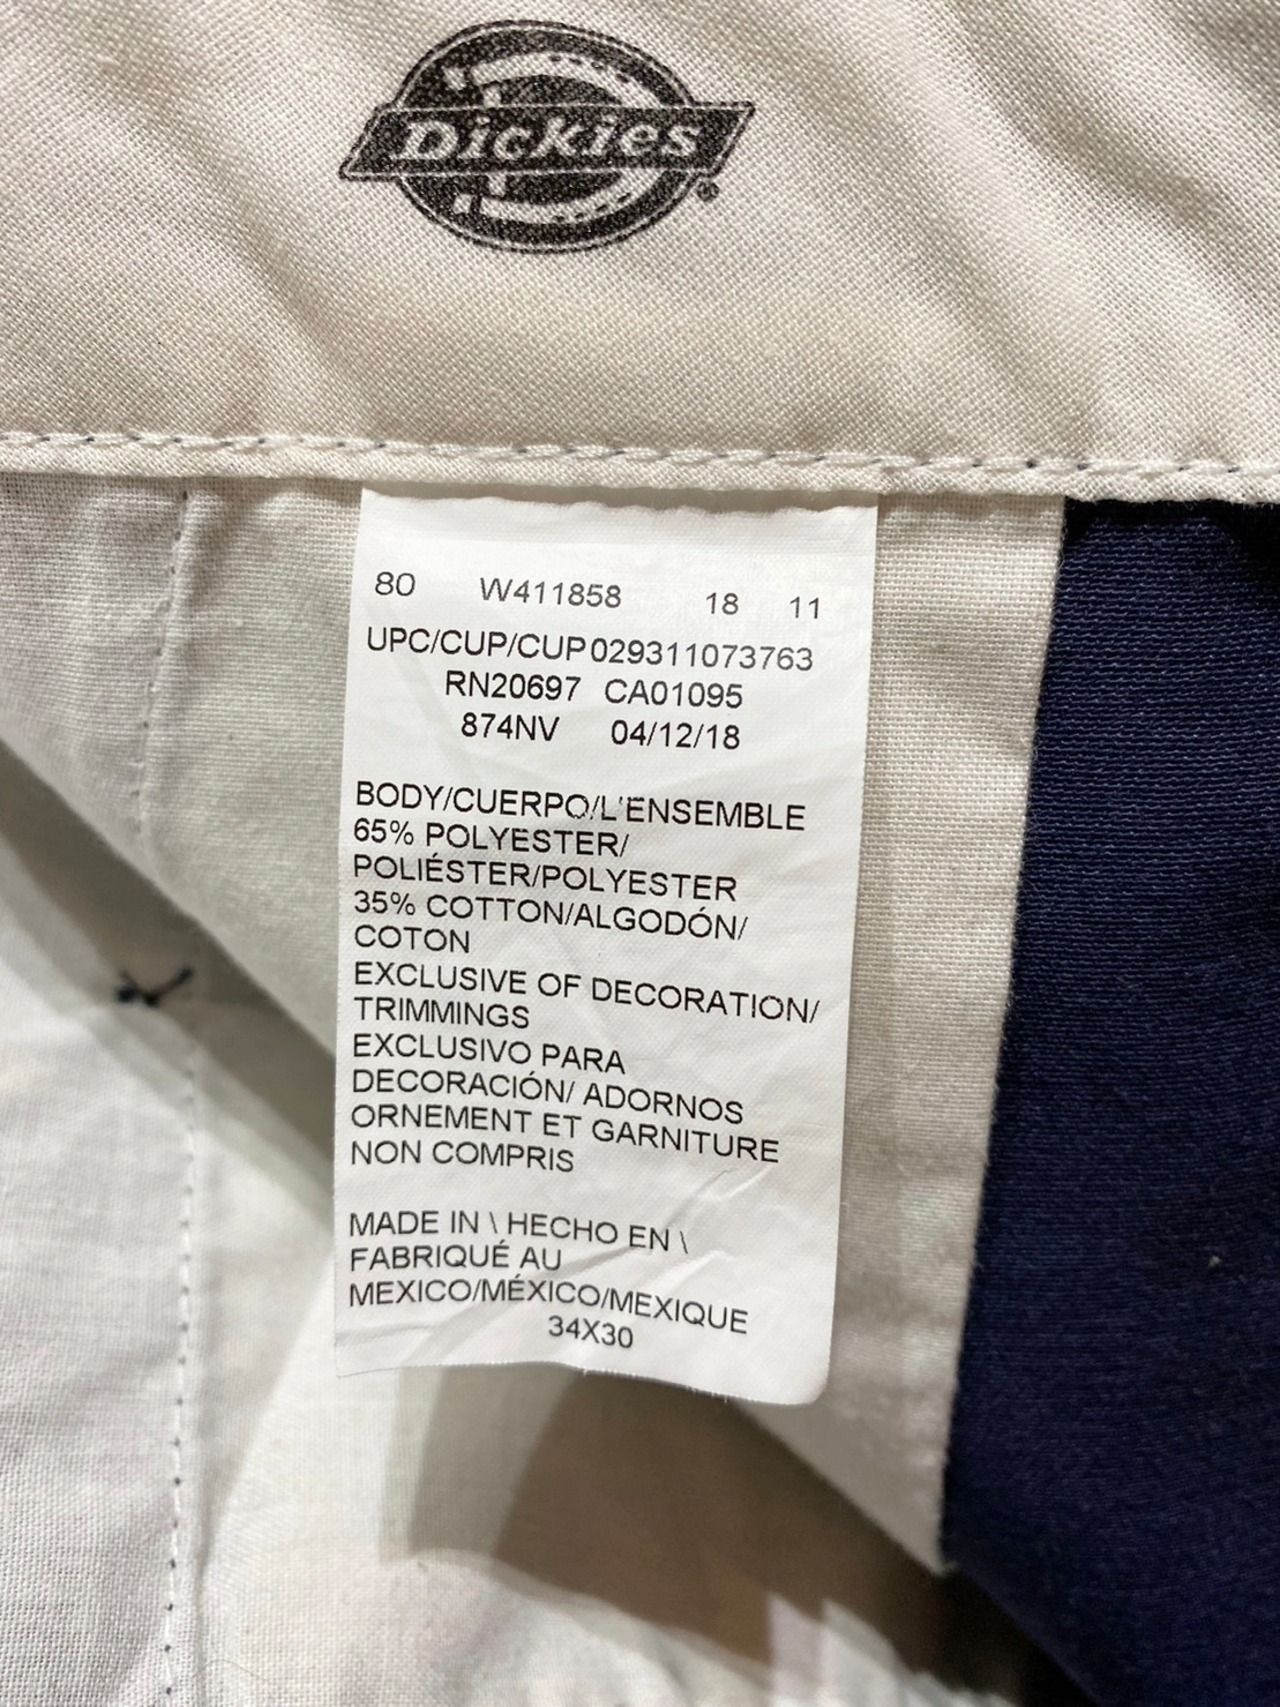 Dickies®
80 W411858 18 11
UPC/CUP/CUP029311073763
RN20697 CA01095
874NV 04/12/18
BODY/CUERPO/L'ENSEMBLE
65% POLYESTER/
POLIÉSTER/POLYESTER
35% COTTON/ALGODÓN/
COTON
EXCLUSIVE OF DECORATION/
TRIMMINGS
EXCLUSIVO PARA
DECORACIÓN/ ADORNOS
ORNEMENT ET GARNITURE
NON COMPRIS
MADE IN \ HECHO EN \
FABRIQUÉ AU
MEXICO/MÉXICO/MEXIQUE
34X30